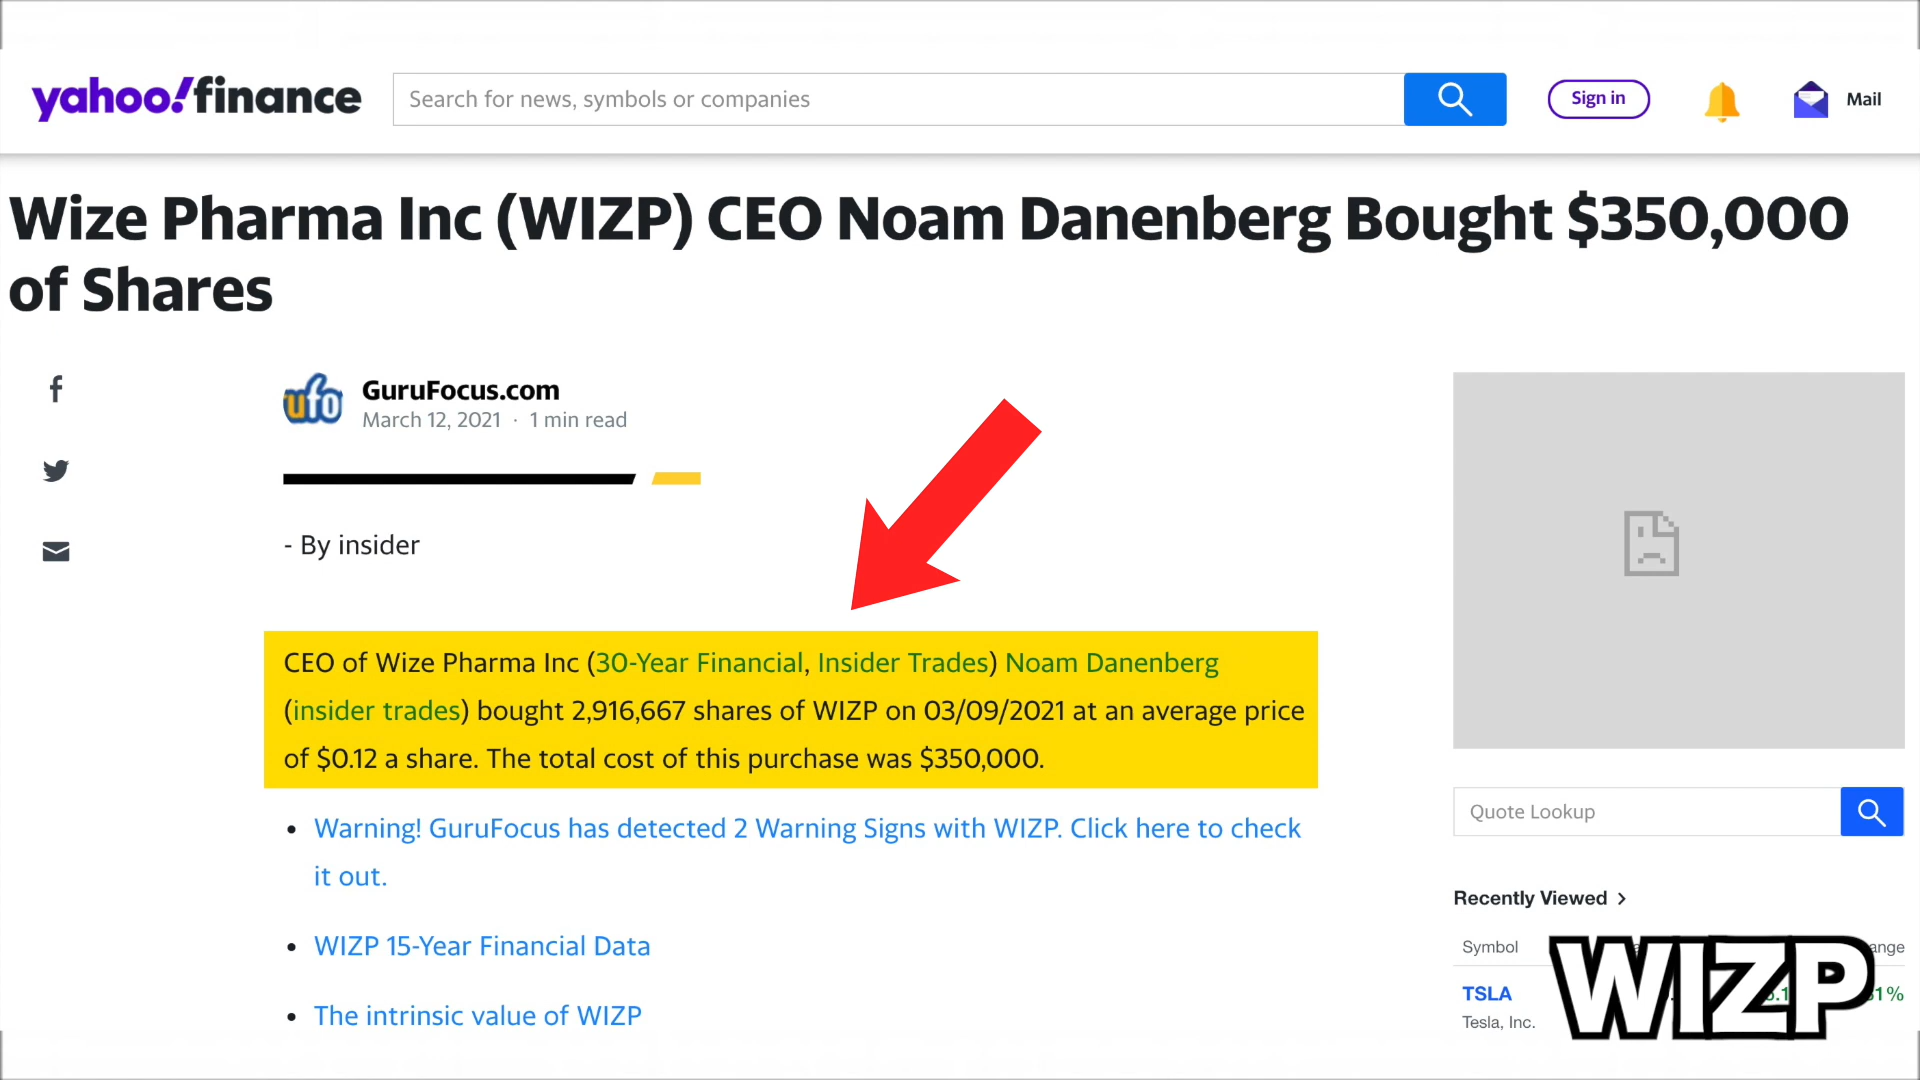 yahoo!finance
Search for news, symbols or companies
Sign in
Mail
Wize Pharma Inc (WIZP) CEO Noam Danenberg Bought $350,000
of Shares
ufo
GuruFocus.com
March 12, 2021 · 1 min read
- By insider
CEO of Wize Pharma Inc (30-Year Financial, Insider Trades) Noam Danenberg
(insider trades) bought 2,916,667 shares of WIZP on 03/09/2021 at an average price
of $0.12 a share. The total cost of this purchase was $350,000.
• Warning! GuruFocus has detected 2 Warning Signs with WIZP. Click here to check
it out.
• WIZP 15-Year Financial Data
• The intrinsic value of WIZP
Quote Lookup
Recently Viewed >
Symbol
TSLA
Tesla, Inc.
WIZP